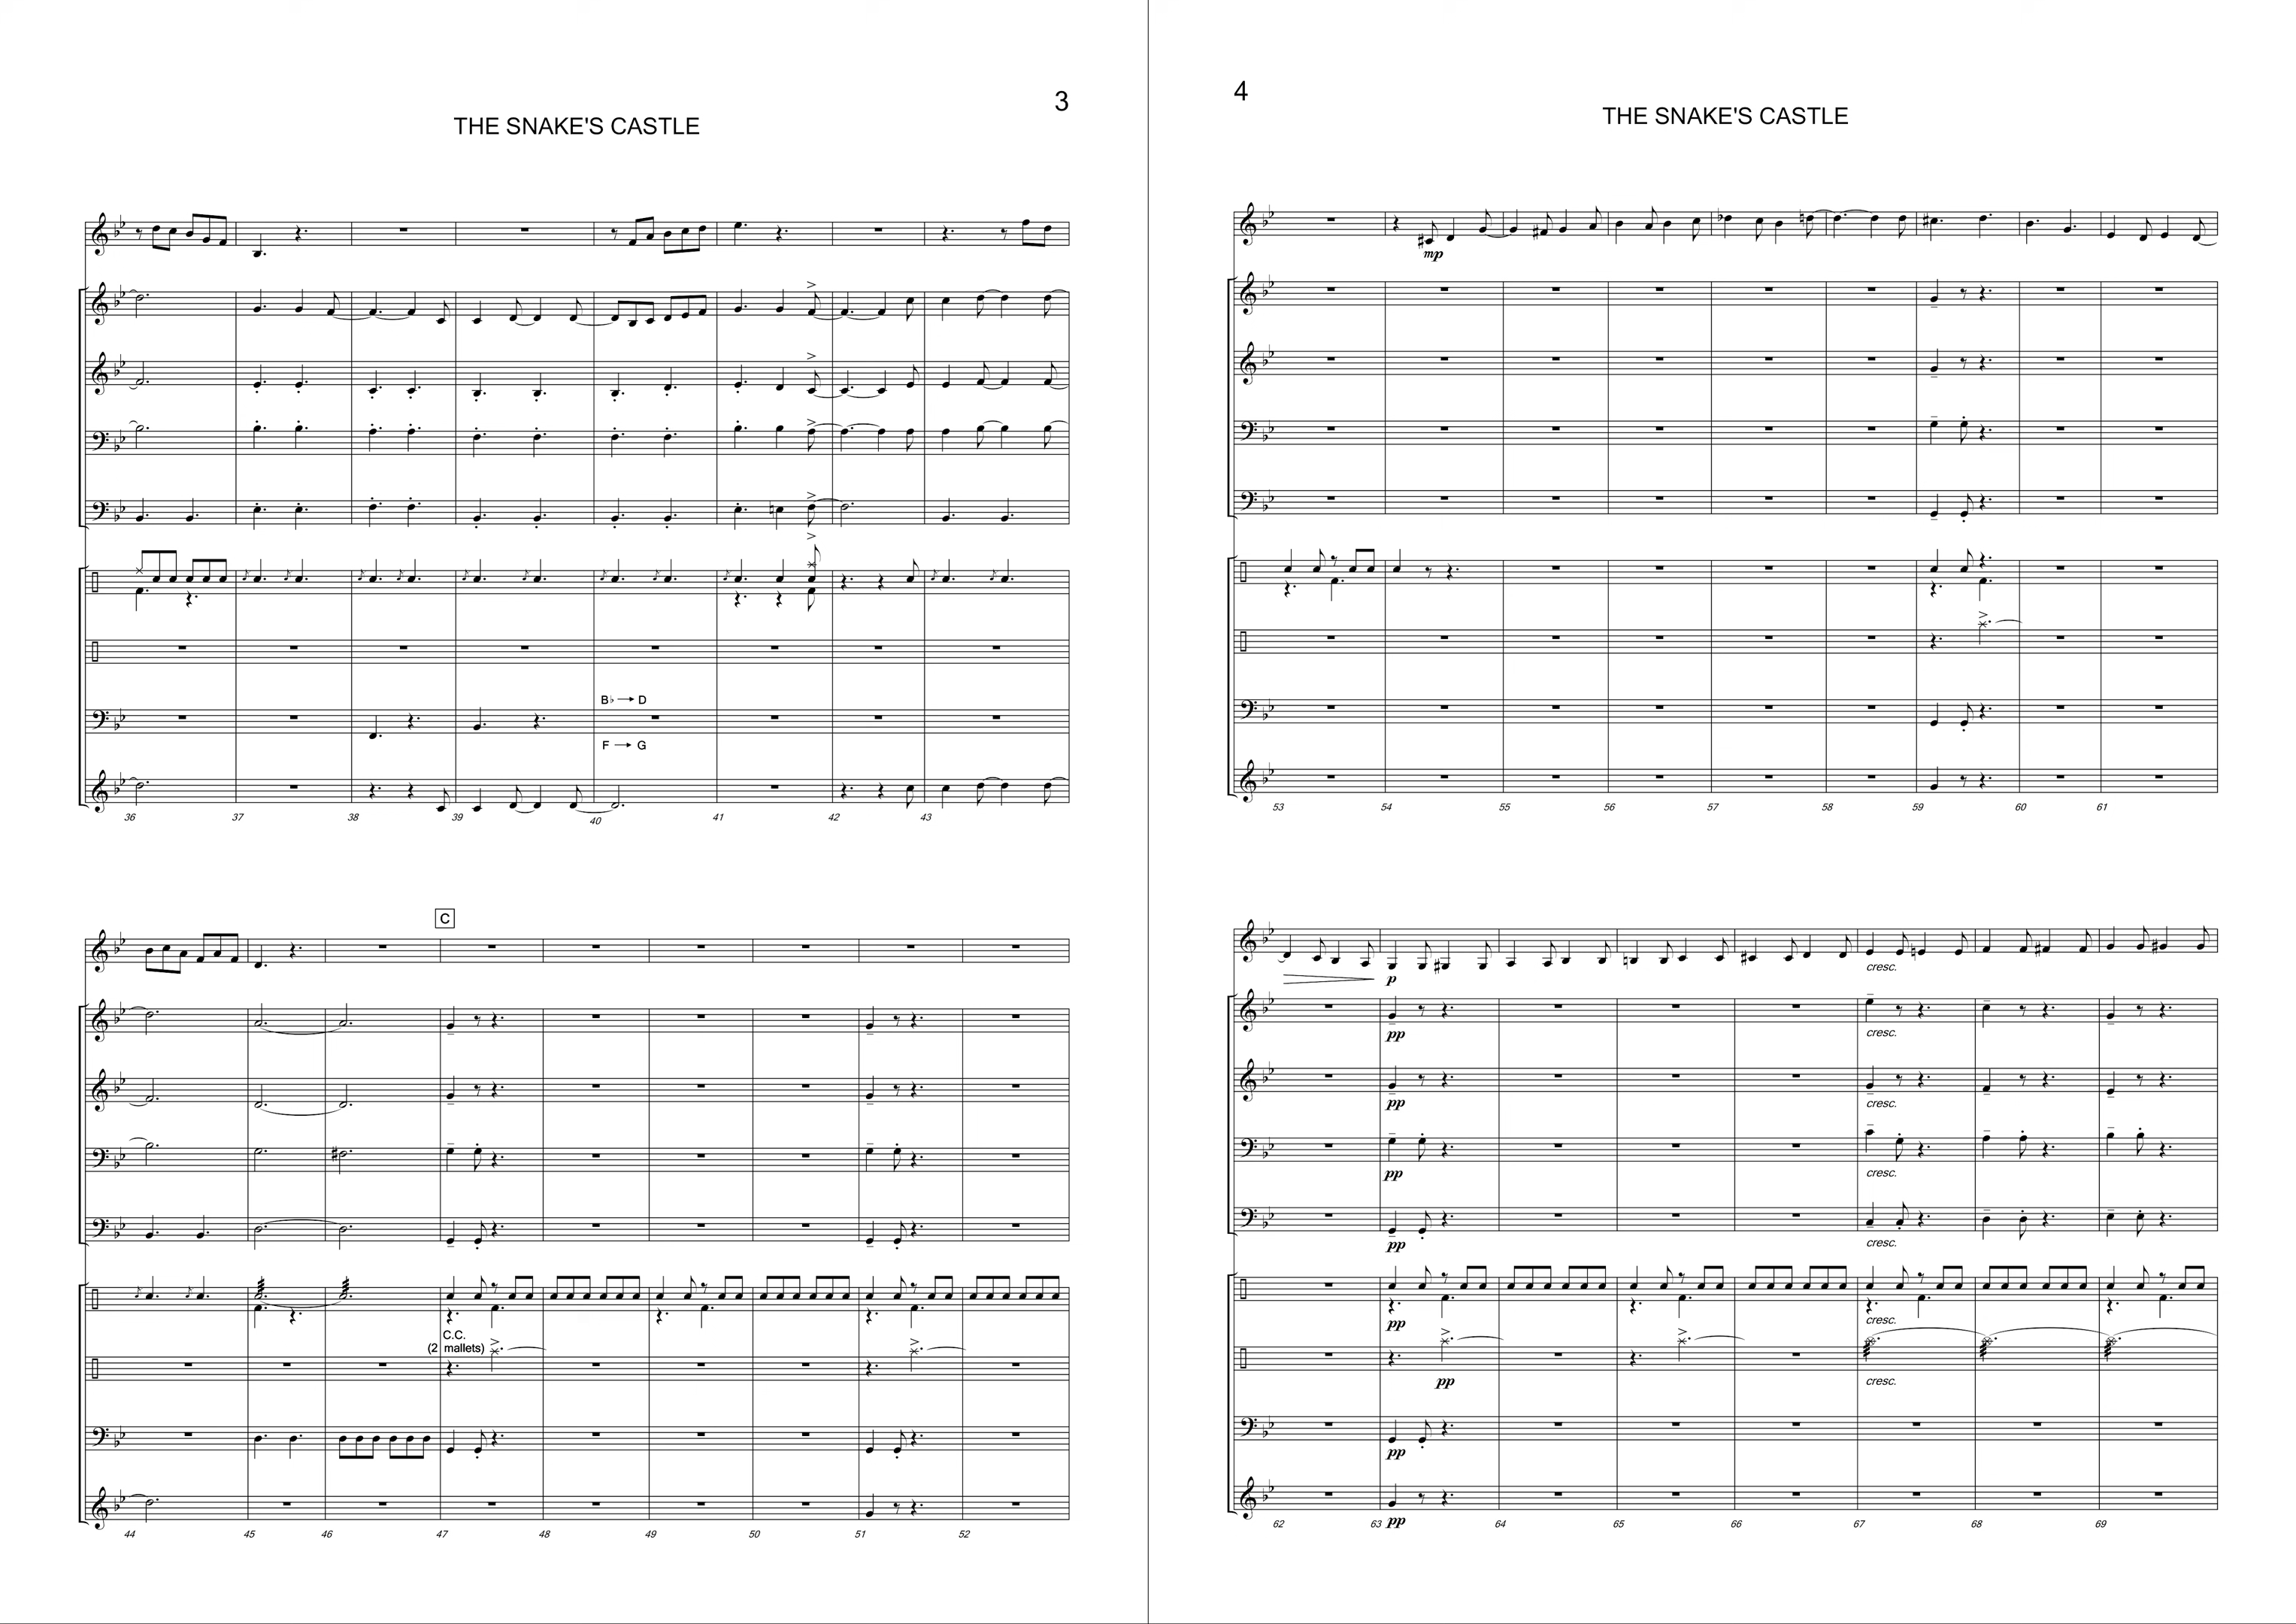 3
THE SNAKE'S CASTLE
B♭ → D
F → G
36 37 38 39 40 41 42 43
C
C.C.
(2 mallets)
44 45 46 47 48 49 50 51 52
4
THE SNAKE'S CASTLE
mp
53 54 55 56 57 58 59 60 61
p cresc.
pp cresc.
pp cresc.
pp cresc.
pp cresc.
pp cresc.
pp cresc.
pp
pp
62 63 64 65 66 67 68 69